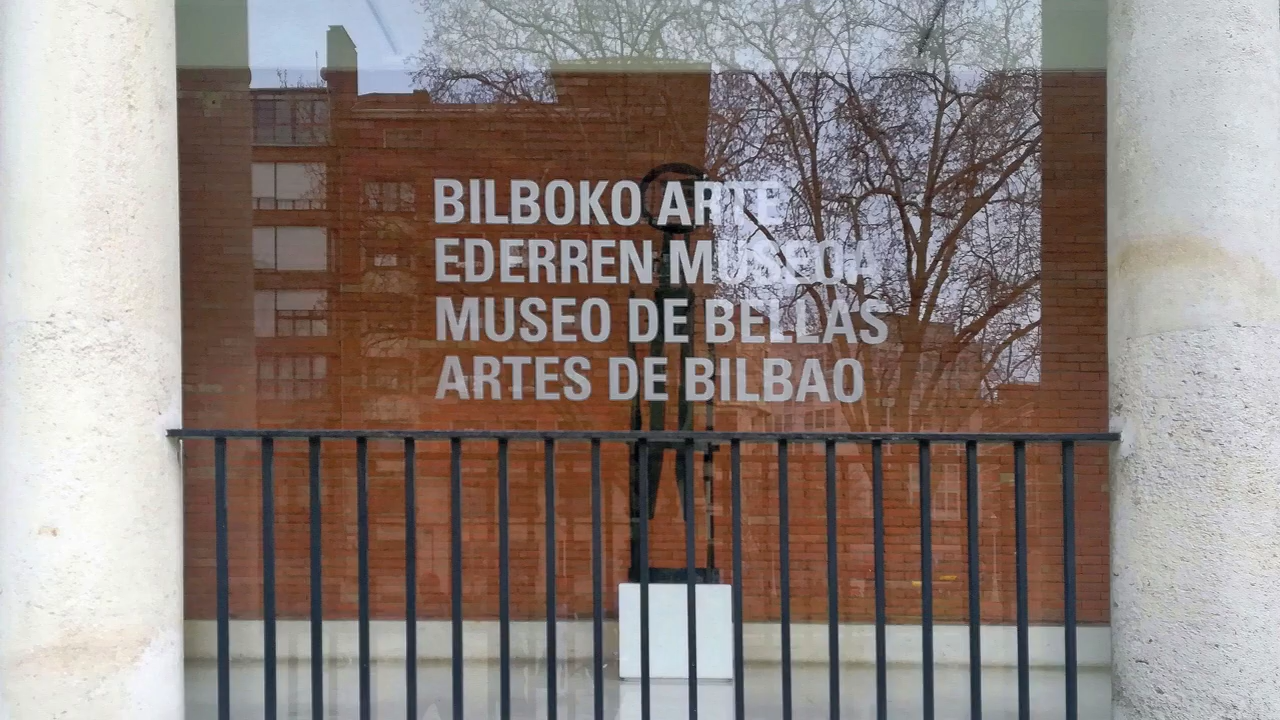 BILBOKO ARTE
EDERREN MUSEOA
MUSEO DE BELLAS
ARTES DE BILBAO